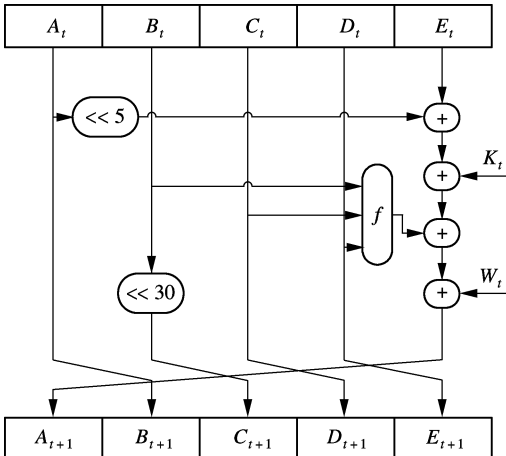 A_t B_t C_t D_t E_t
<< 5
+
K_t
+
f
+
<< 30
+
W_t
A_{t+1} B_{t+1} C_{t+1} D_{t+1} E_{t+1}